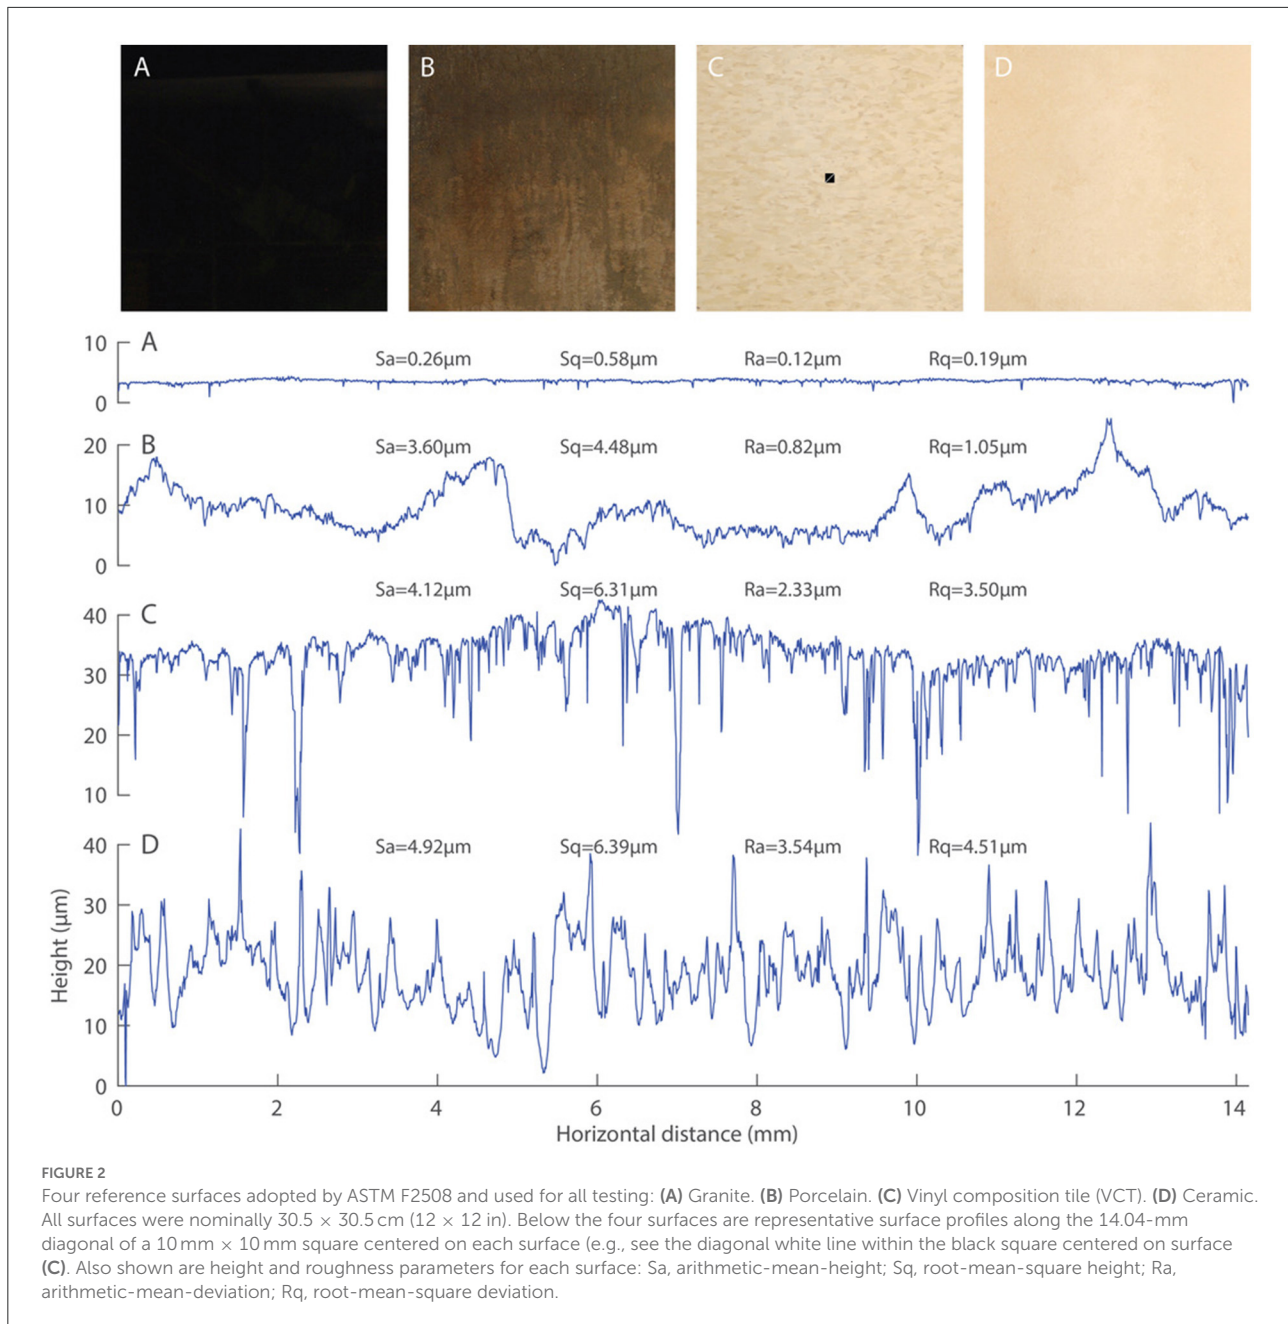 A B C D
10
A
Sa=0.26µm Sq=0.58µm Ra=0.12µm Rq=0.19µm
0
20
B
Sa=3.60µm Sq=4.48µm Ra=0.82µm Rq=1.05µm
10
0
Sa=4.12µm Sq=6.31µm Ra=2.33µm Rq=3.50µm
40
C
30
20
10
40
D
Sa=4.92µm Sq=6.39µm Ra=3.54µm Rq=4.51µm
30
20
10
0
Height (µm)
0 2 4 6 8 10 12 14
Horizontal distance (mm)
FIGURE 2
Four reference surfaces adopted by ASTM F2508 and used for all testing: (A) Granite. (B) Porcelain. (C) Vinyl composition tile (VCT). (D) Ceramic.
All surfaces were nominally 30.5 × 30.5 cm (12 × 12 in). Below the four surfaces are representative surface profiles along the 14.04-mm
diagonal of a 10 mm × 10 mm square centered on each surface (e.g., see the diagonal white line within the black square centered on surface
(C). Also shown are height and roughness parameters for each surface: Sa, arithmetic-mean-height; Sq, root-mean-square height; Ra,
arithmetic-mean-deviation; Rq, root-mean-square deviation.